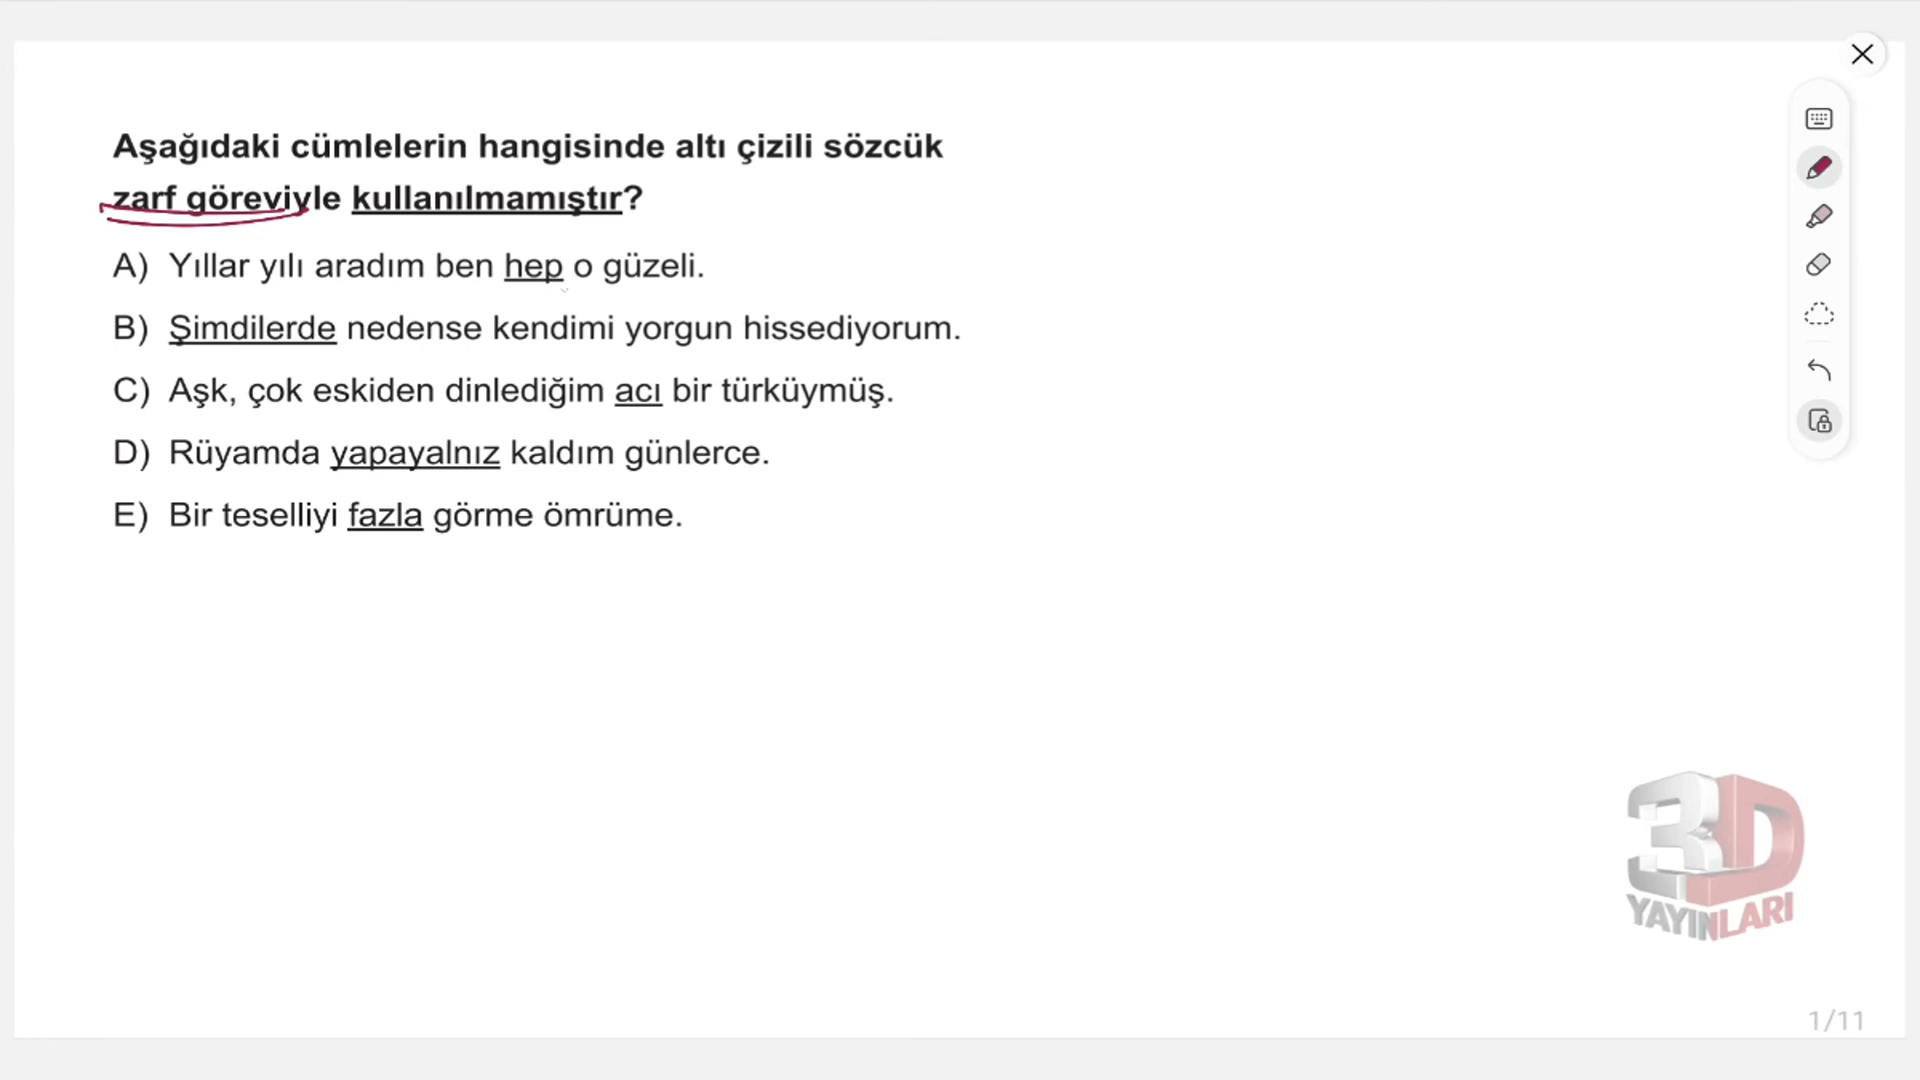 Aşağıdaki cümlelerin hangisinde altı çizili sözcük
zarf göreviyle kullanılmamıştır?
A) Yıllar yılı aradım ben hep o güzeli.
B) Şimdilerde nedense kendimi yorgun hissediyorum.
C) Aşk, çok eskiden dinlediğim acı bir türküymüş.
D) Rüyamda yapayalnız kaldım günlerce.
E) Bir teselliyi fazla görme ömrüme.
3D
YAYINLARI
1/11